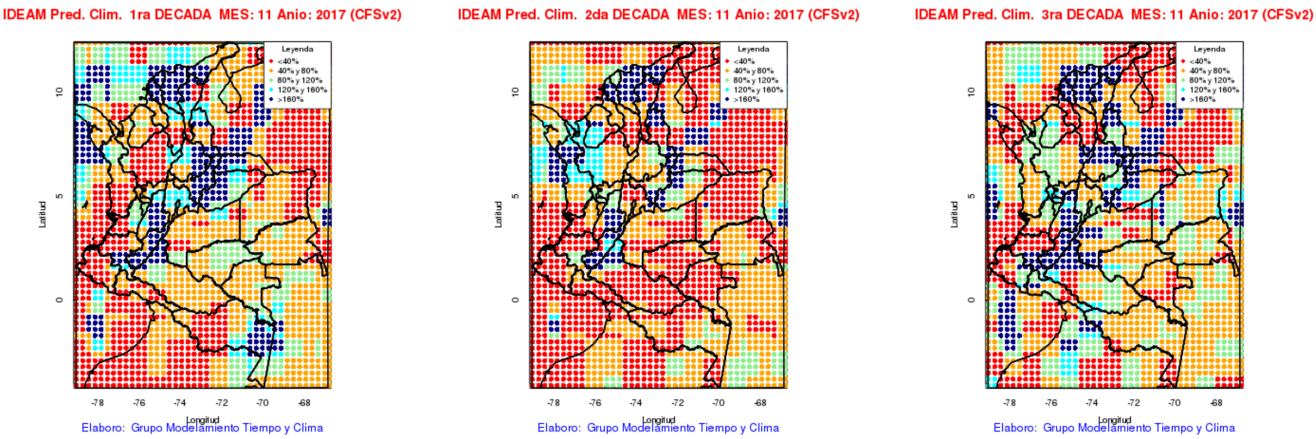 IDEAM Pred. Clim. 1ra DECADA MES: 11 Anio: 2017 (CFSv2)
Leyenda
<40%
40% y 80%
80% y 120%
120% y 160%
>160%
Latitud
10
5
0
-78 -76 -74 -72 -70 -68
Longitud
Elaboro: Grupo Modelamiento Tiempo y Clima
IDEAM Pred. Clim. 2da DECADA MES: 11 Anio: 2017 (CFSv2)
Leyenda
<40%
40% y 80%
80% y 120%
120% y 160%
>160%
Latitud
10
5
0
-78 -76 -74 -72 -70 -68
Longitud
Elaboro: Grupo Modelamiento Tiempo y Clima
IDEAM Pred. Clim. 3ra DECADA MES: 11 Anio: 2017 (CFSv2)
Leyenda
<40%
40% y 80%
80% y 120%
120% y 160%
>160%
Latitud
10
5
0
-78 -76 -74 -72 -70 -68
Longitud
Elaboro: Grupo Modelamiento Tiempo y Clima